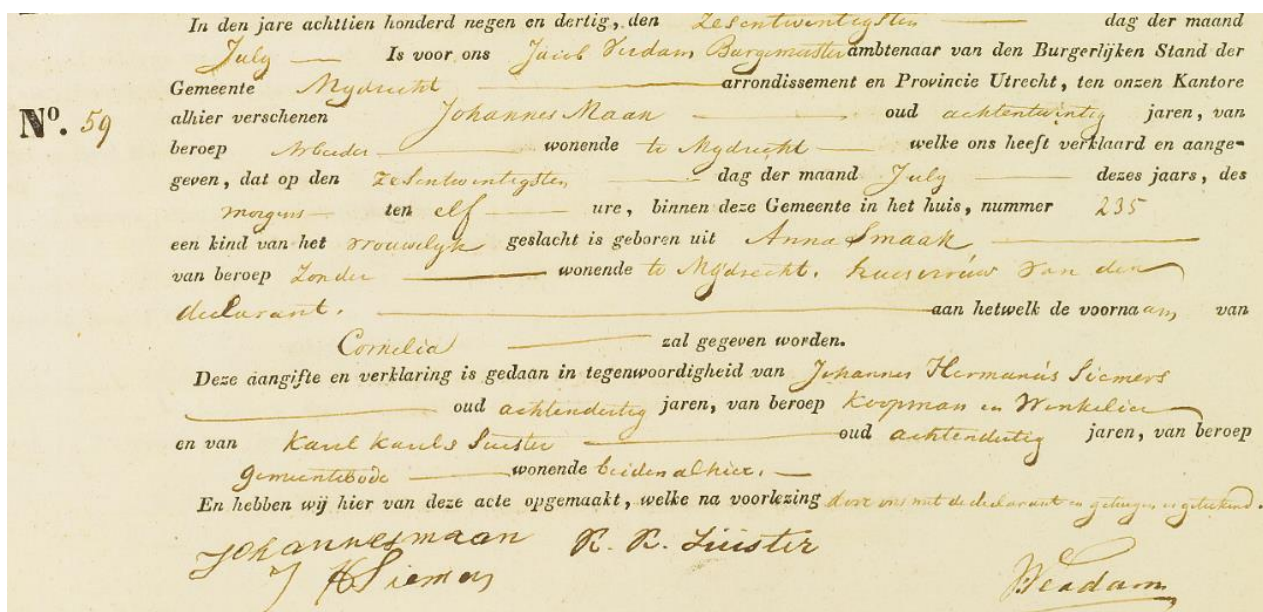 In den jare achttien honderd negen en dertig, den zesentwintigsten dag der maand
July Is voor ons Jacob Verdam Burgemeester ambtenaar van den Burgerlijken Stand der
Gemeente Mydrecht arrondissement en Provincie Utrecht, ten onzen Kantore
No. 59 alhier verschenen Johannes Maan oud achtentwintig jaren, van
beroep Arbeider wonende te Mydrecht welke ons heeft verklaard en aange-
geven, dat op den zesentwintigsten dag der maand July dezes jaars, des
morgens ten elf ure, binnen deze Gemeente in het huis, nummer 235
een kind van het vrouwelyk geslacht is geboren uit Anna Smaak
van beroep Zonder wonende te Mydrecht. huisvrouw van den
declarant. aan hetwelk de voornaam van
Cornelia zal gegeven worden.
Deze aangifte en verklaring is gedaan in tegenwoordigheid van Johannes Hermanus Siemers
oud achtendertig jaren, van beroep Koopman en Winkelier
en van Karel Karels Luister oud achtendertig jaren, van beroep
Gemeentebode wonende beiden alhier.
En hebben wij hier van deze acte opgemaakt, welke na voorlezing door ons met de declarant en getuigen is getekend.
Johannes maan K. K. Luister
J H Siemers JVerdam